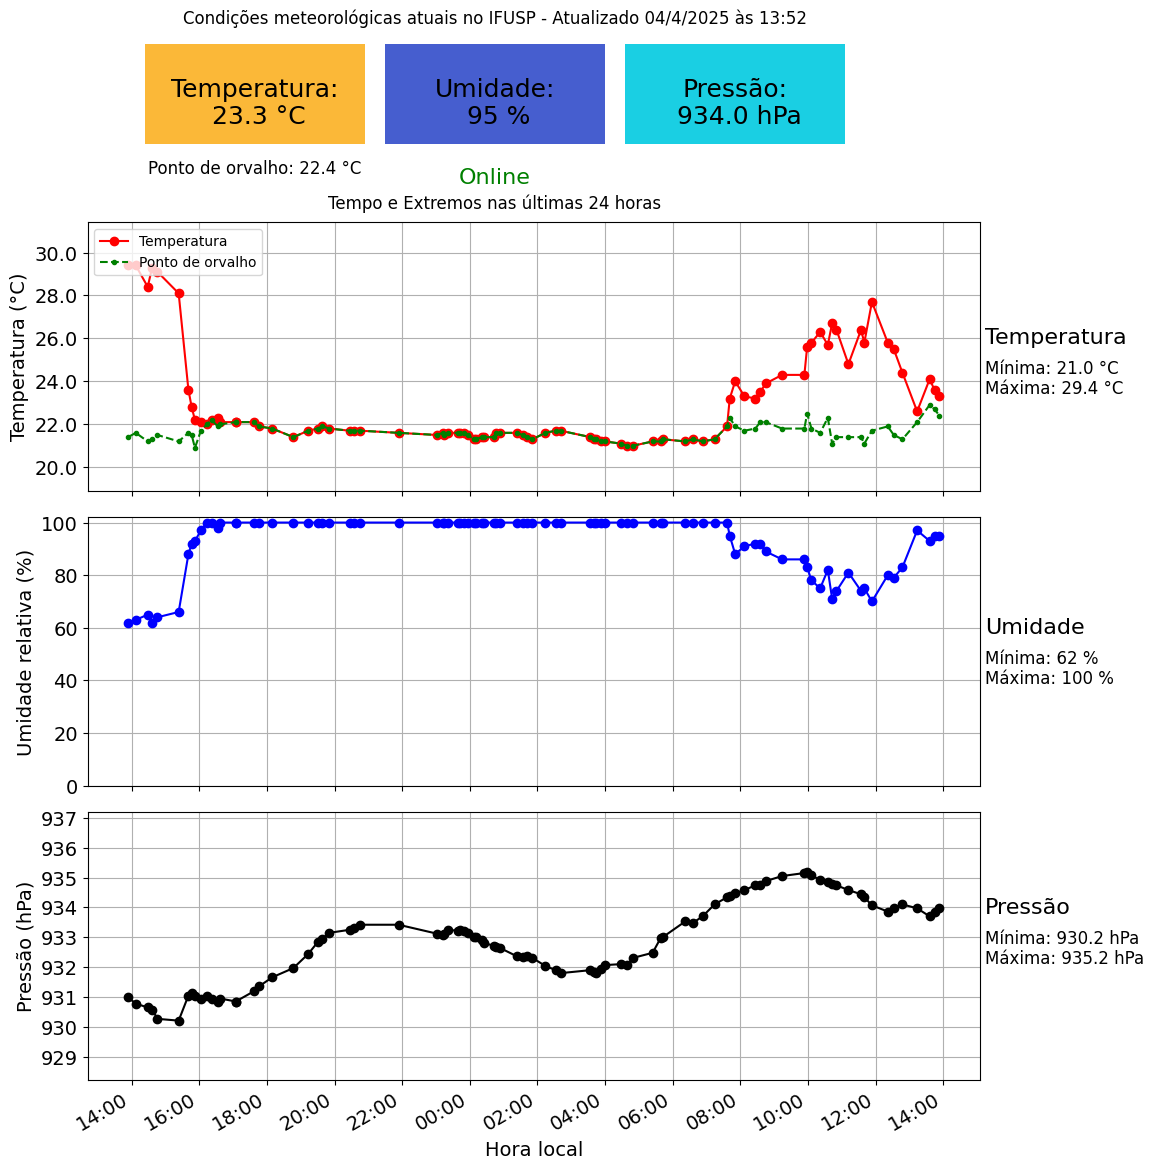 Condições meteorológicas atuais no IFUSP - Atualizado 04/4/2025 às 13:52
Temperatura:
23.3 °C
Umidade:
95 %
Pressão:
934.0 hPa
Ponto de orvalho: 22.4 °C
Online
Tempo e Extremos nas últimas 24 horas
Temperatura (°C)
30.0
28.0
26.0
24.0
22.0
20.0
Temperatura
Ponto de orvalho
Temperatura
Mínima: 21.0 °C
Máxima: 29.4 °C
Umidade relativa (%)
100
80
60
40
20
0
Umidade
Mínima: 62 %
Máxima: 100 %
Pressão (hPa)
937
936
935
934
933
932
931
930
929
Pressão
Mínima: 930.2 hPa
Máxima: 935.2 hPa
14:00 16:00 18:00 20:00 22:00 00:00 02:00 04:00 06:00 08:00 10:00 12:00 14:00
Hora local